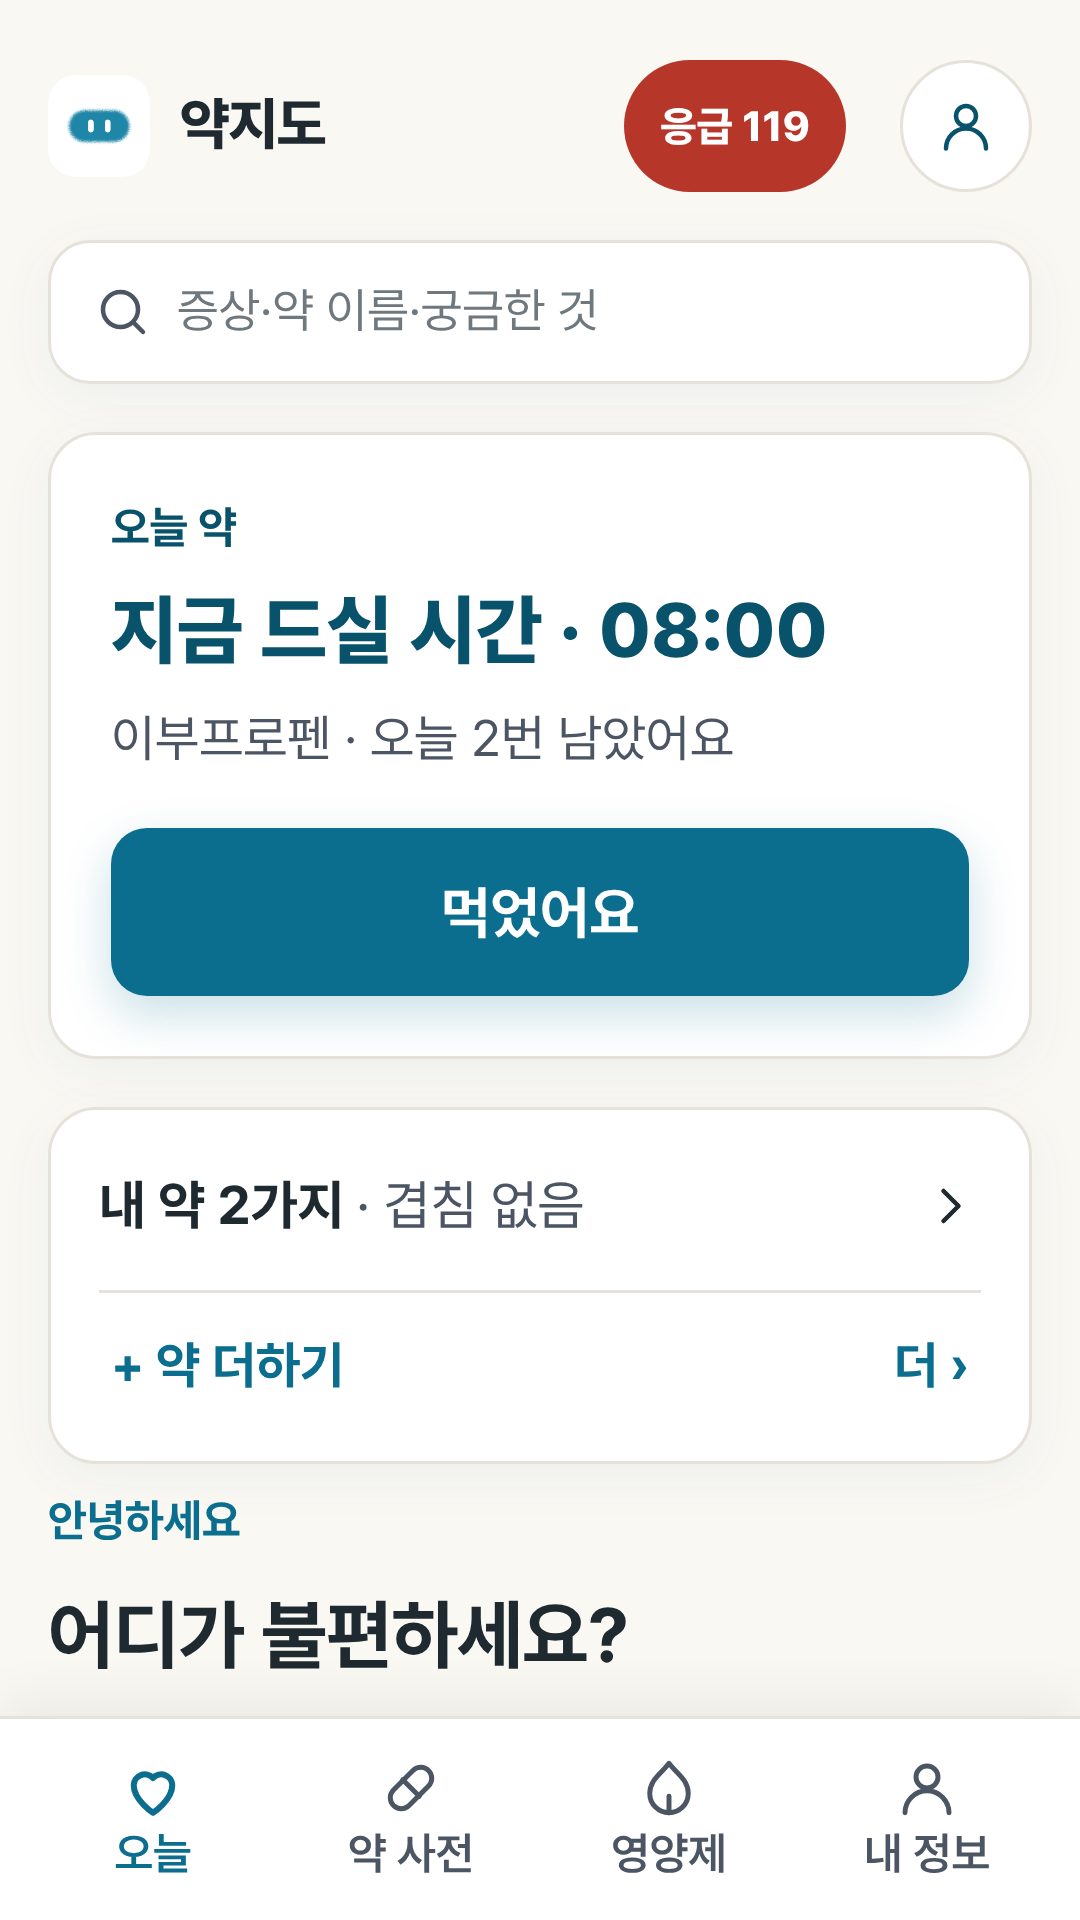 약지도
응급 119
증상·약 이름·궁금한 것
오늘 약
지금 드실 시간 · 08:00
이부프로펜 · 오늘 2번 남았어요
먹었어요
내 약 2가지 · 겹침 없음
+ 약 더하기
더 ›
안녕하세요
어디가 불편하세요?
오늘
약 사전
영양제
내 정보